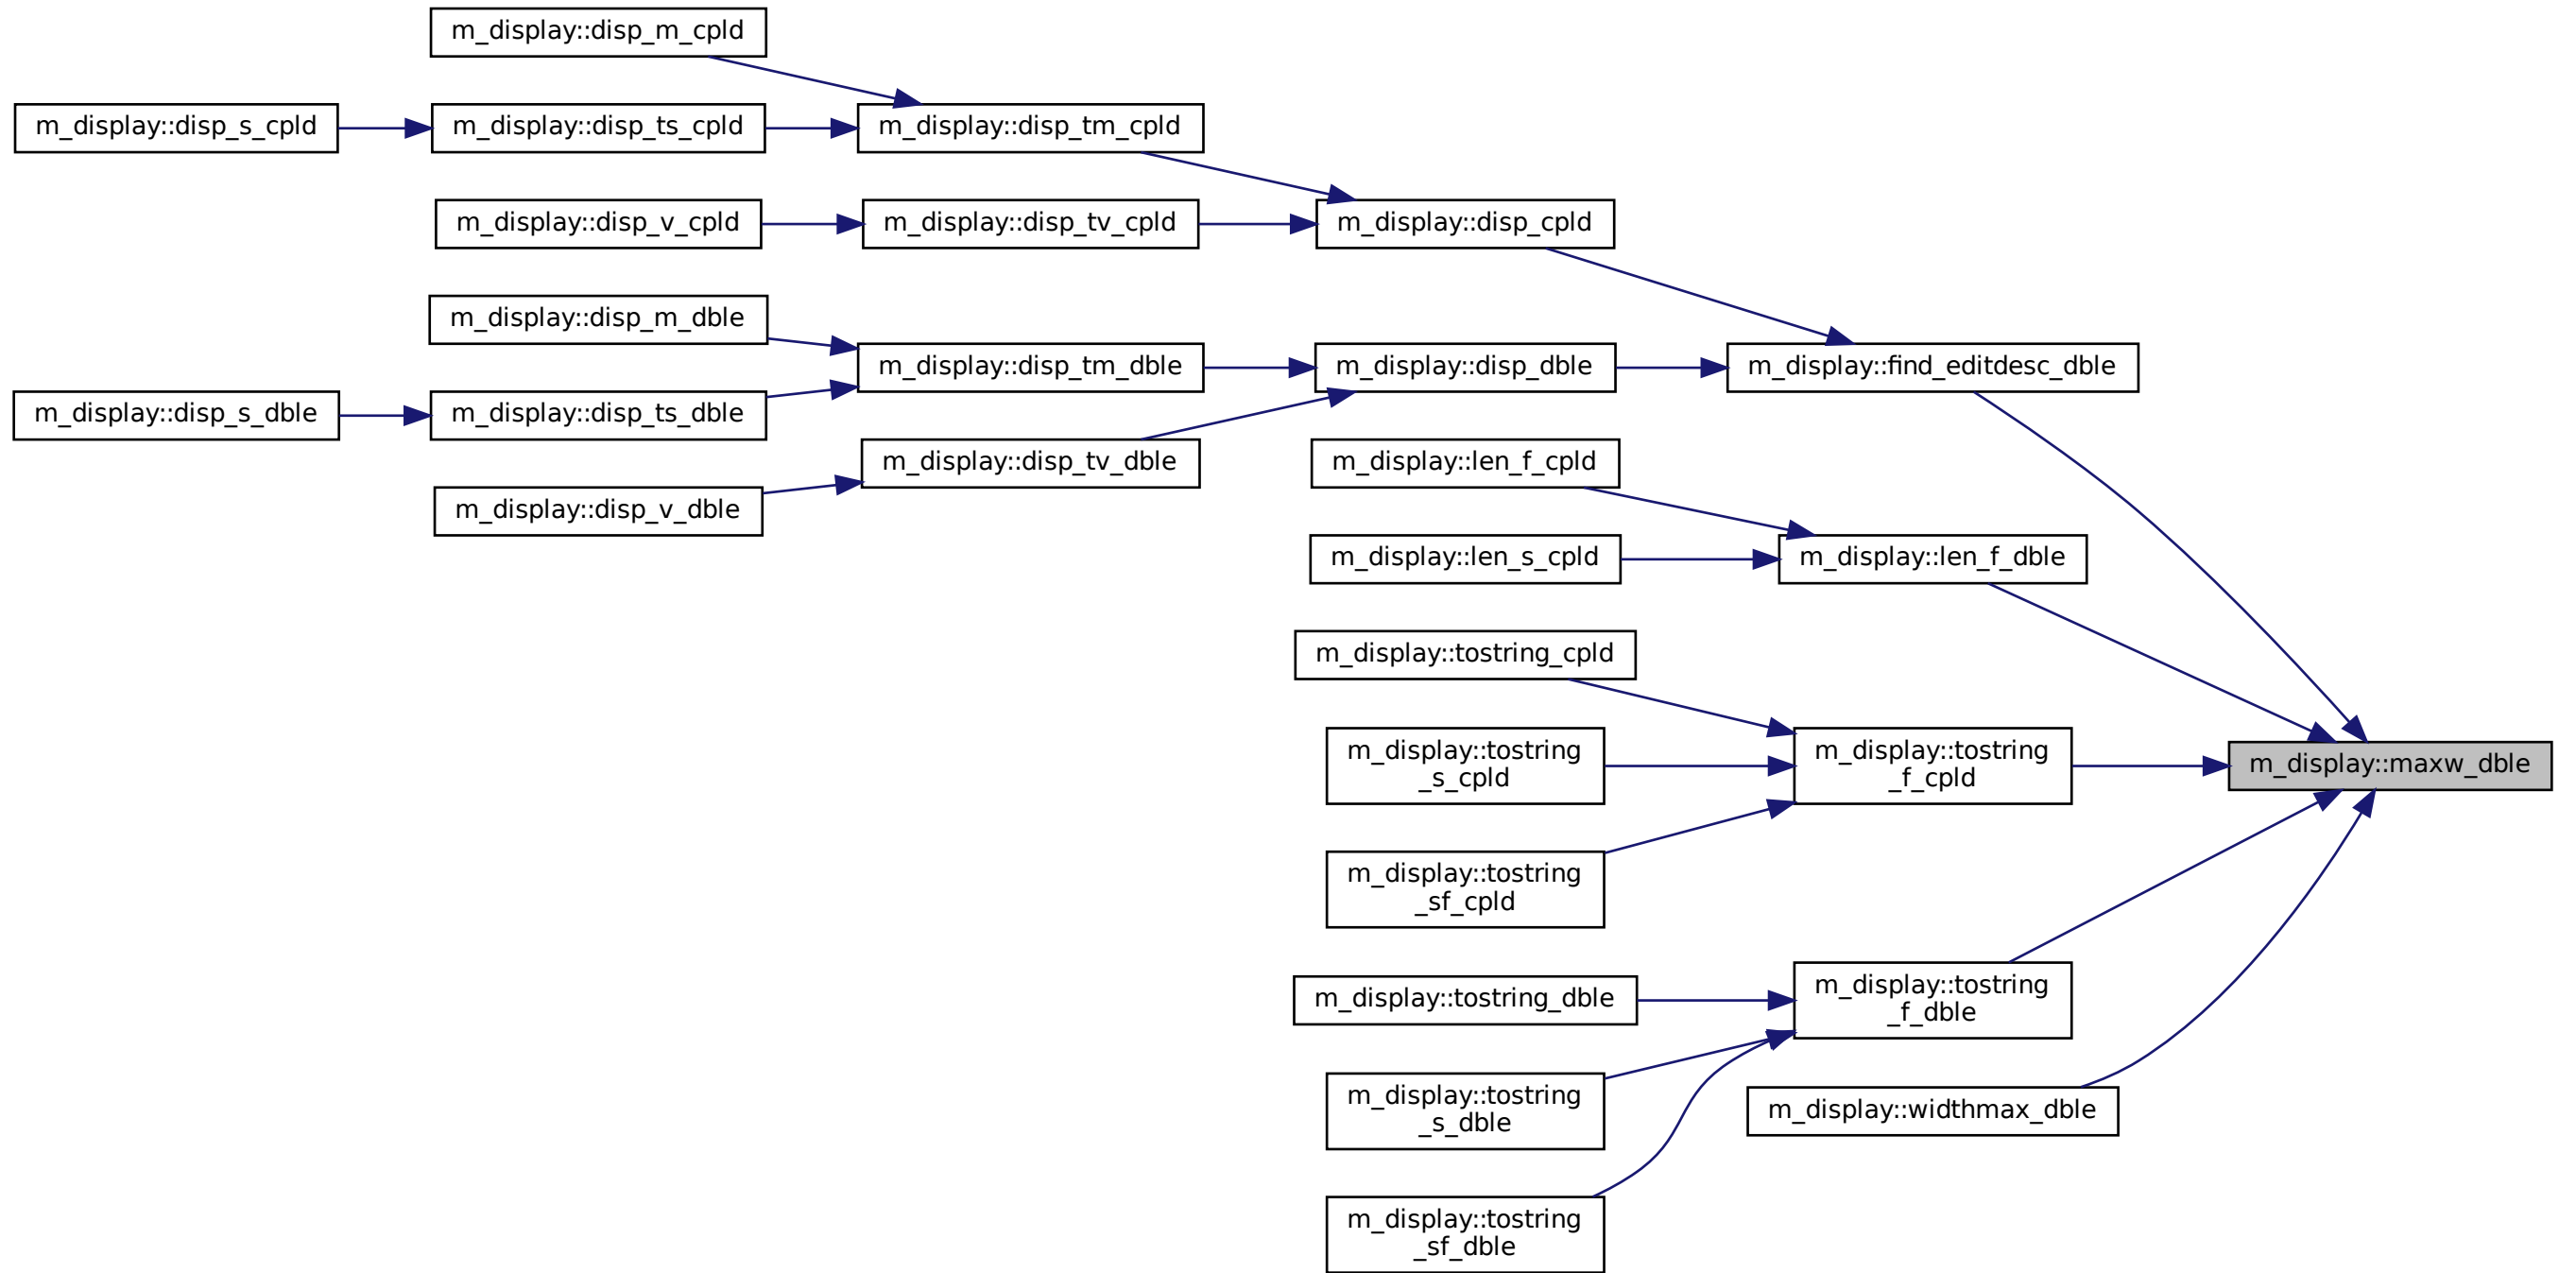 m_display::disp_m_cpld
m_display::disp_s_cpld
m_display::disp_ts_cpld
m_display::disp_tm_cpld
m_display::disp_v_cpld
m_display::disp_tv_cpld
m_display::disp_cpld
m_display::disp_m_dble
m_display::disp_tm_dble
m_display::disp_dble
m_display::find_editdesc_dble
m_display::disp_s_dble
m_display::disp_ts_dble
m_display::disp_tv_dble
m_display::len_f_cpld
m_display::disp_v_dble
m_display::len_s_cpld
m_display::len_f_dble
m_display::tostring_cpld
m_display::tostring
_s_cpld
m_display::tostring
_f_cpld
m_display::maxw_dble
m_display::tostring
_sf_cpld
m_display::tostring_dble
m_display::tostring
_f_dble
m_display::tostring
_s_dble
m_display::widthmax_dble
m_display::tostring
_sf_dble